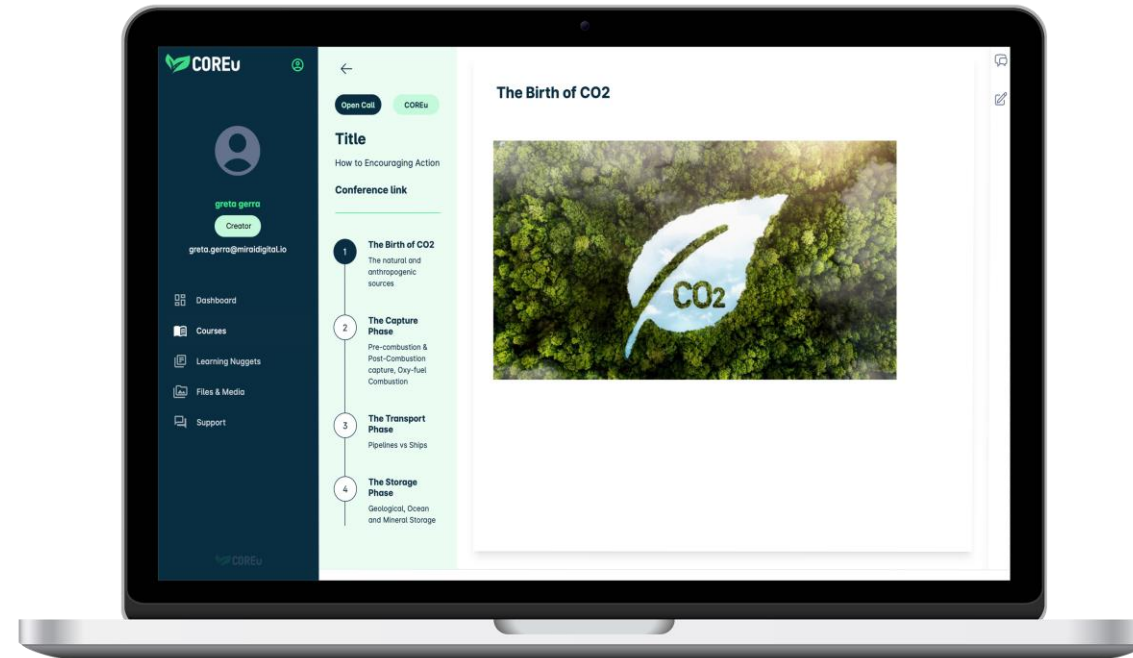 COREu
greta gerra
Creator
greta.gerra@miraidigital.io
Dashboard
Courses
Learning Nuggets
Files & Media
Support
COREu
Open Call
COREu
Title
How to Encouraging Action
Conference link
1
The Birth of CO2
The natural and
anthropogenic
sources
2
The Capture
Phase
Pre-combustion &
Post-Combustion
capture, Oxy-fuel
Combustion
3
The Transport
Phase
Pipelines vs Ships
4
The Storage
Phase
Geological, Ocean
and Mineral Storage
The Birth of CO2
CO2